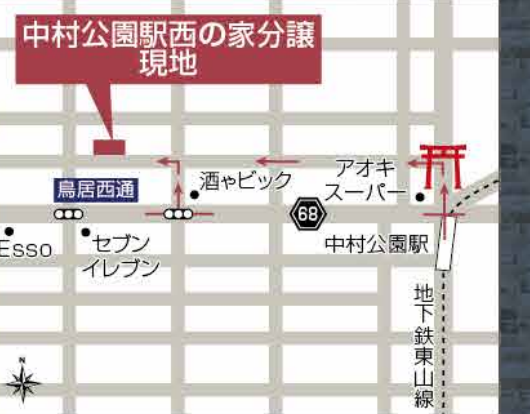 中村公園駅西の家分譲
現地
鳥居西通
酒やビック
アオキ
スーパー
68
中村公園駅
Esso
セブン
イレブン
地下鉄東山線
N